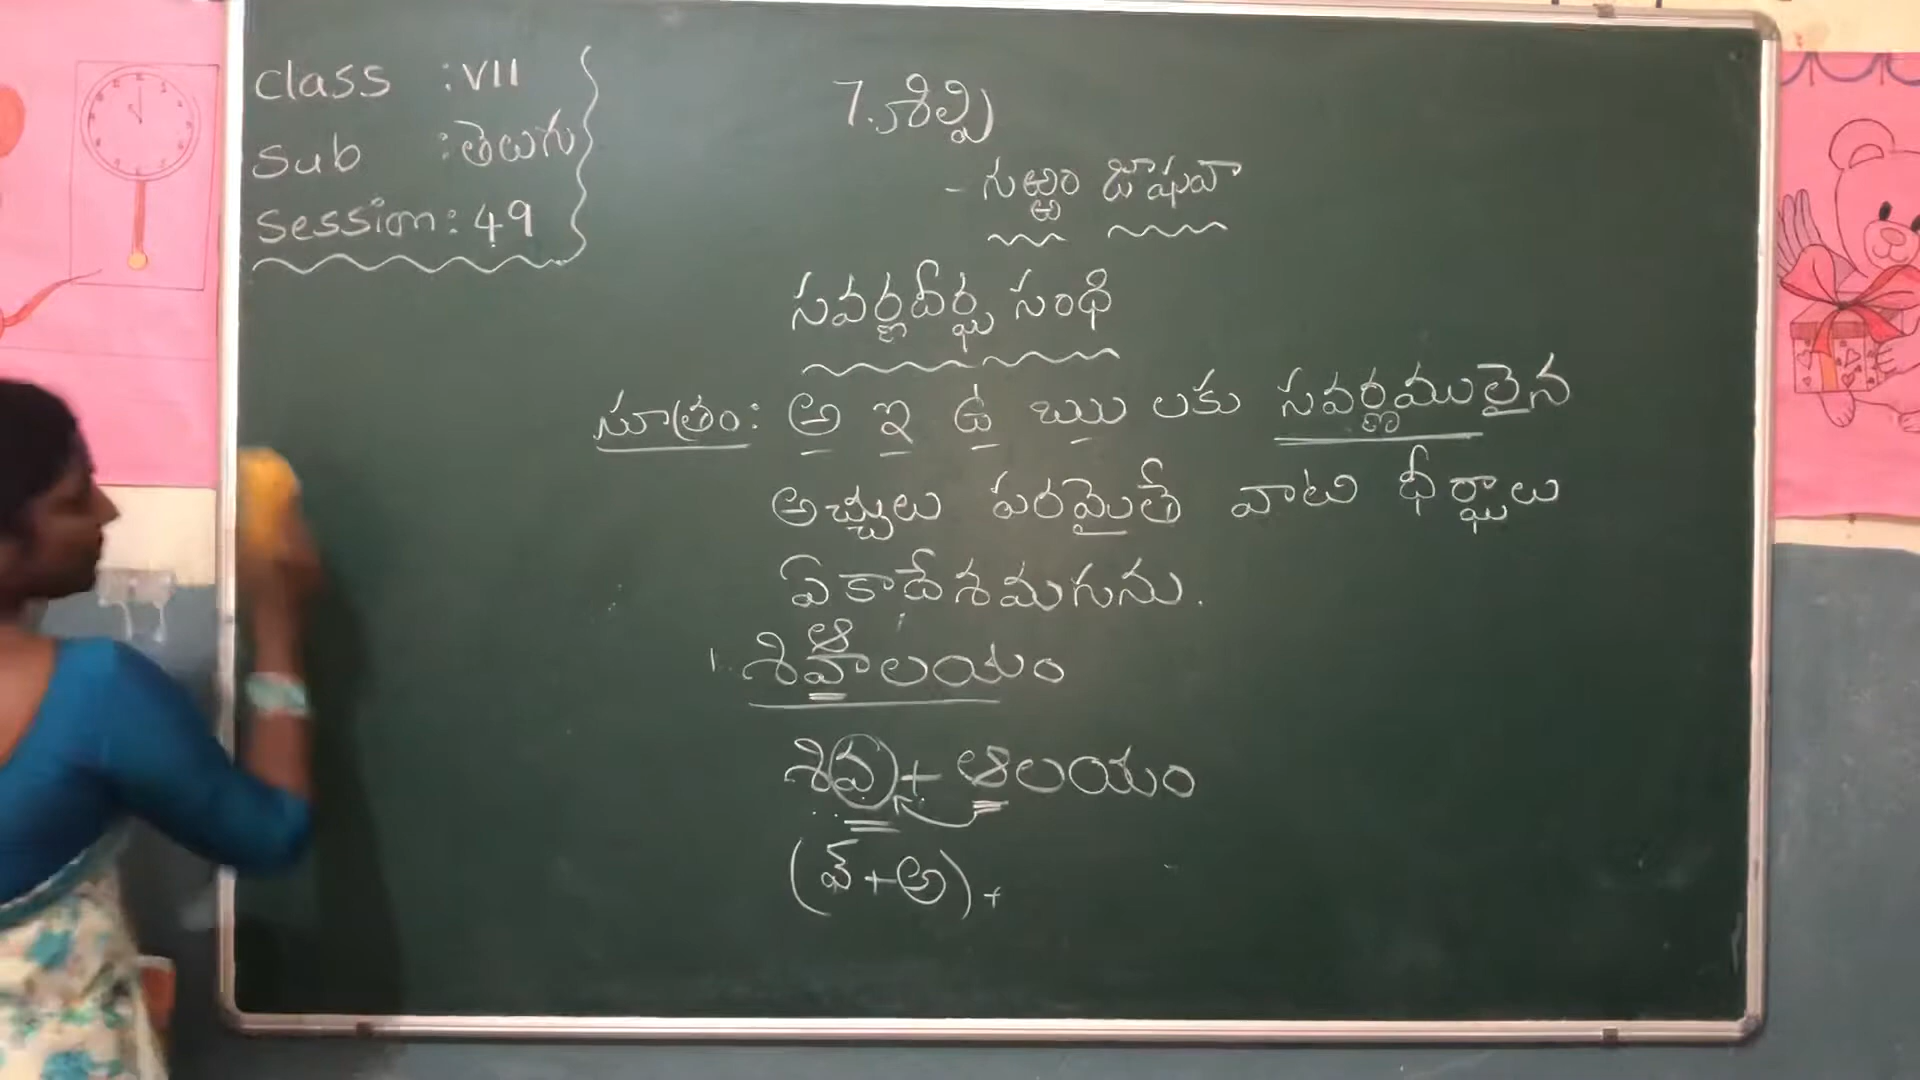 Class : VII
Sub : తెలుగు
Session: 49
7. శిల్పి
- గుఱ్ఱం జాషువా
సవర్ణదీర్ఘ సంధి
సూత్రం: అ ఇ ఉ ఋ లకు సవర్ణములైన
అచ్చులు పరమైతే వాటి ధీర్ఘాలు
ఏకాదేశమగును.
ఆ
1. శివాలయం
శివ + ఆలయం
(వ్+అ) +